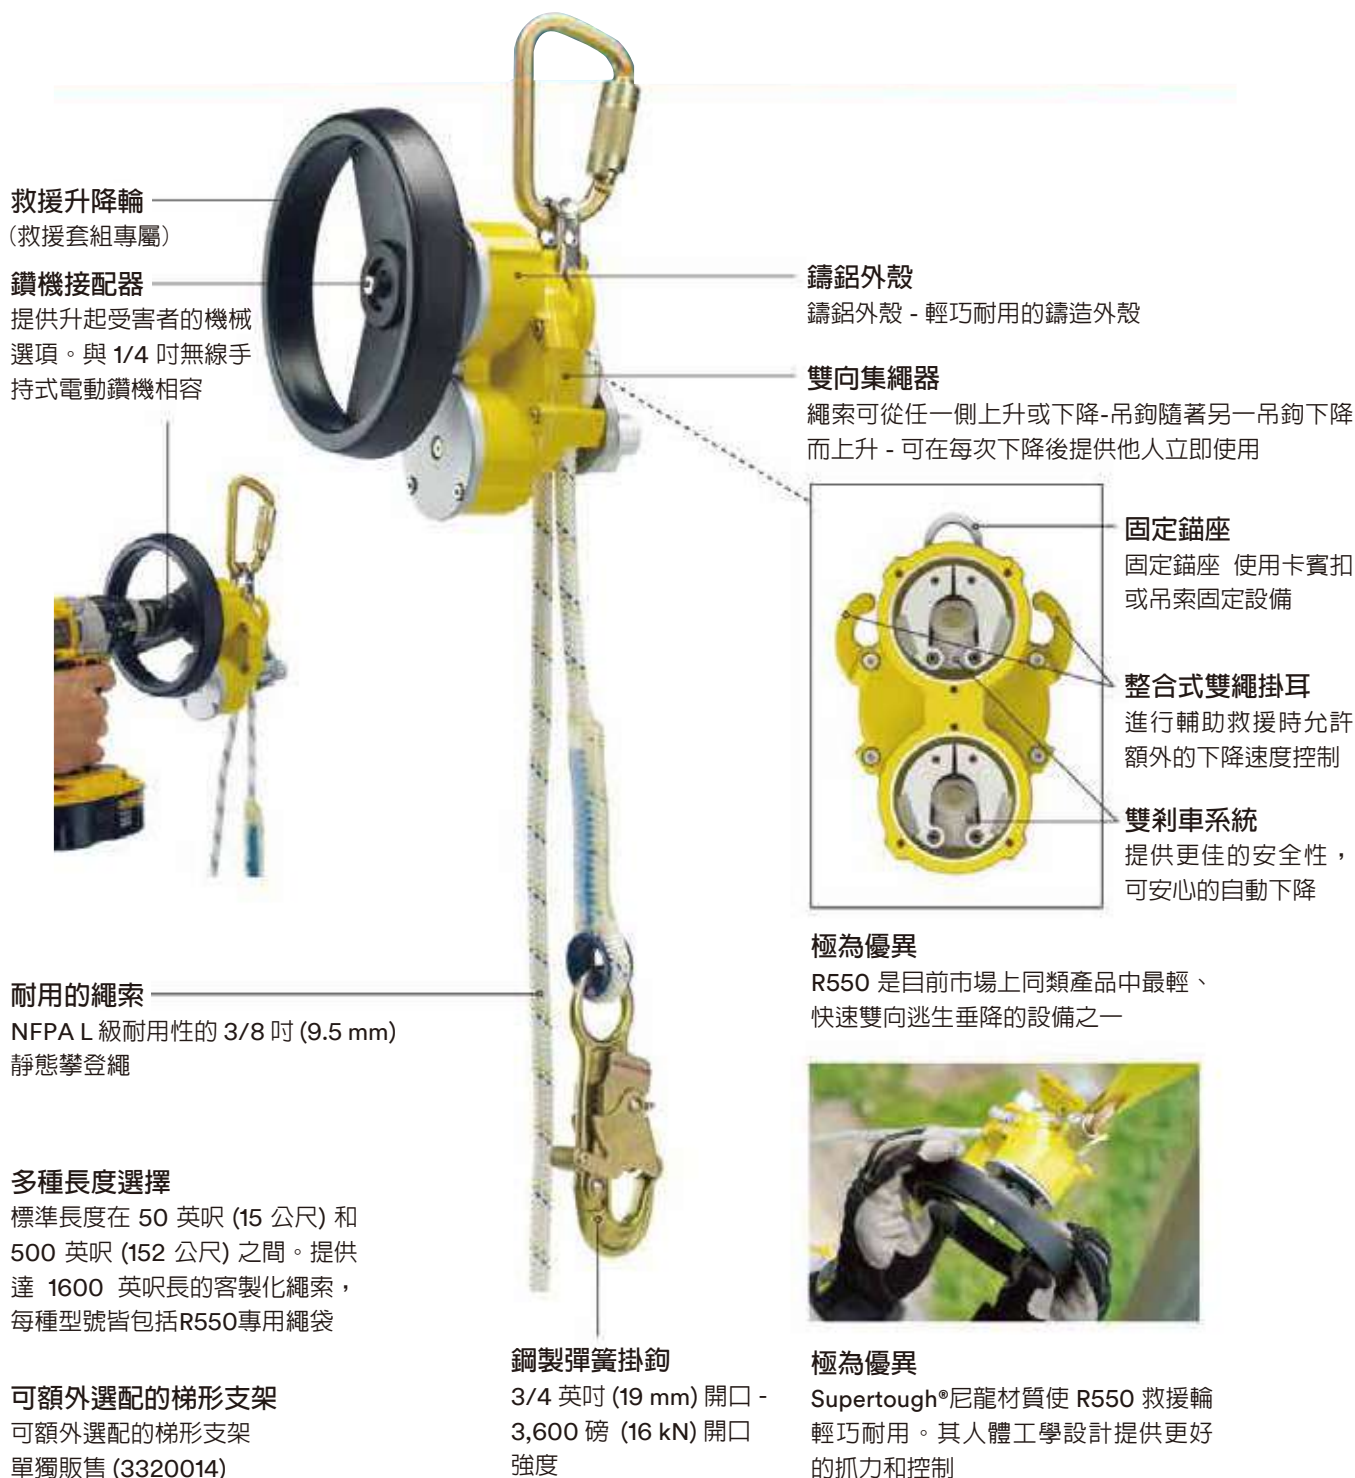 救援升降輪
(救援套組專屬)
鑽機接配器
提供升起受害者的機械
選項。與 1/4 吋無線手
持式電動鑽機相容
鑄鋁外殼
鑄鋁外殼 - 輕巧耐用的鑄造外殼
雙向集繩器
繩索可從任一側上升或下降-吊鉤隨著另一吊鉤下降
而上升 - 可在每次下降後提供他人立即使用
固定錨座
固定錨座 使用卡賓扣
或吊索固定設備
整合式雙繩掛耳
進行輔助救援時允許
額外的下降速度控制
雙剎車系統
提供更佳的安全性，
可安心的自動下降
極為優異
R550 是目前市場上同類產品中最輕、
快速雙向逃生垂降的設備之一
耐用的繩索
NFPA L 級耐用性的 3/8 吋 (9.5 mm)
靜態攀登繩
多種長度選擇
標準長度在 50 英呎 (15 公尺) 和
500 英呎 (152 公尺) 之間。提供
達 1600 英呎長的客製化繩索，
每種型號皆包括R550專用繩袋
可額外選配的梯形支架
可額外選配的梯形支架
單獨販售 (3320014)
鋼製彈簧掛鉤
3/4 英吋 (19 mm) 開口 -
3,600 磅 (16 kN) 開口
強度
極為優異
Supertough®尼龍材質使 R550 救援輪
輕巧耐用。其人體工學設計提供更好
的抓力和控制